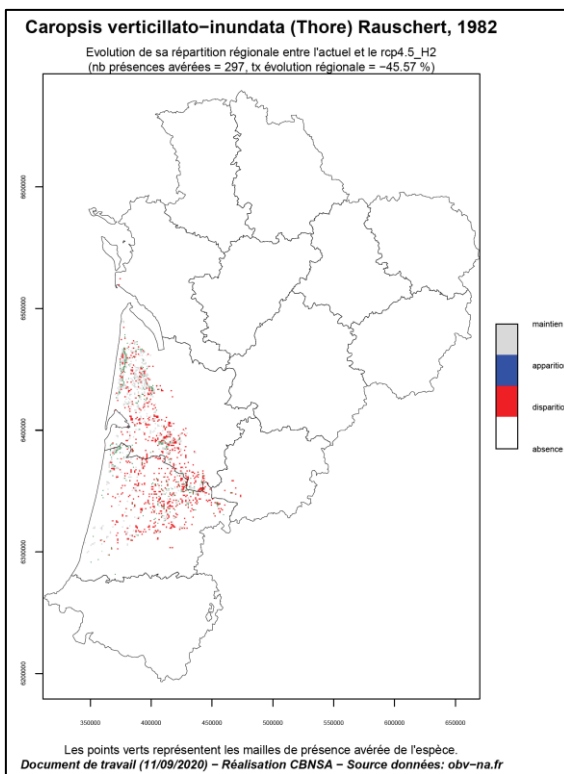 Caropsis verticillato−inundata (Thore) Rauschert, 1982
Evolution de sa répartition régionale entre l'actuel et le rcp4.5_H2
(nb présences avérées = 297, tx évolution régionale = −45.57 %)
6600000
6500000
6400000
6300000
6200000
350000 400000 450000 500000 550000 600000 650000
maintien
apparitio
disparitio
absence
Les points verts représentent les mailles de présence avérée de l'espèce.
Document de travail (11/09/2020) − Réalisation CBNSA − Source données: obv−na.fr